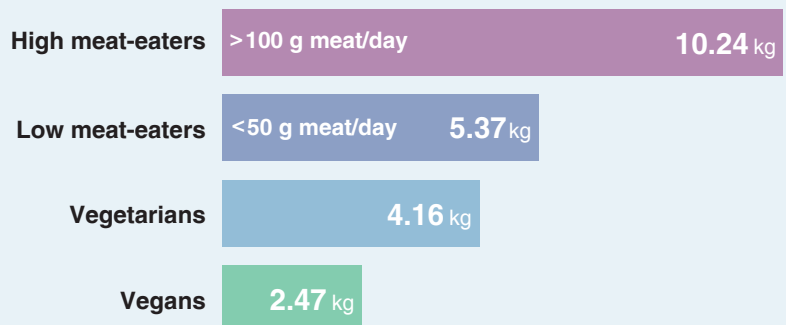 High meat-eaters >100 g meat/day 10.24 kg
Low meat-eaters <50 g meat/day 5.37 kg
Vegetarians 4.16 kg
Vegans 2.47 kg